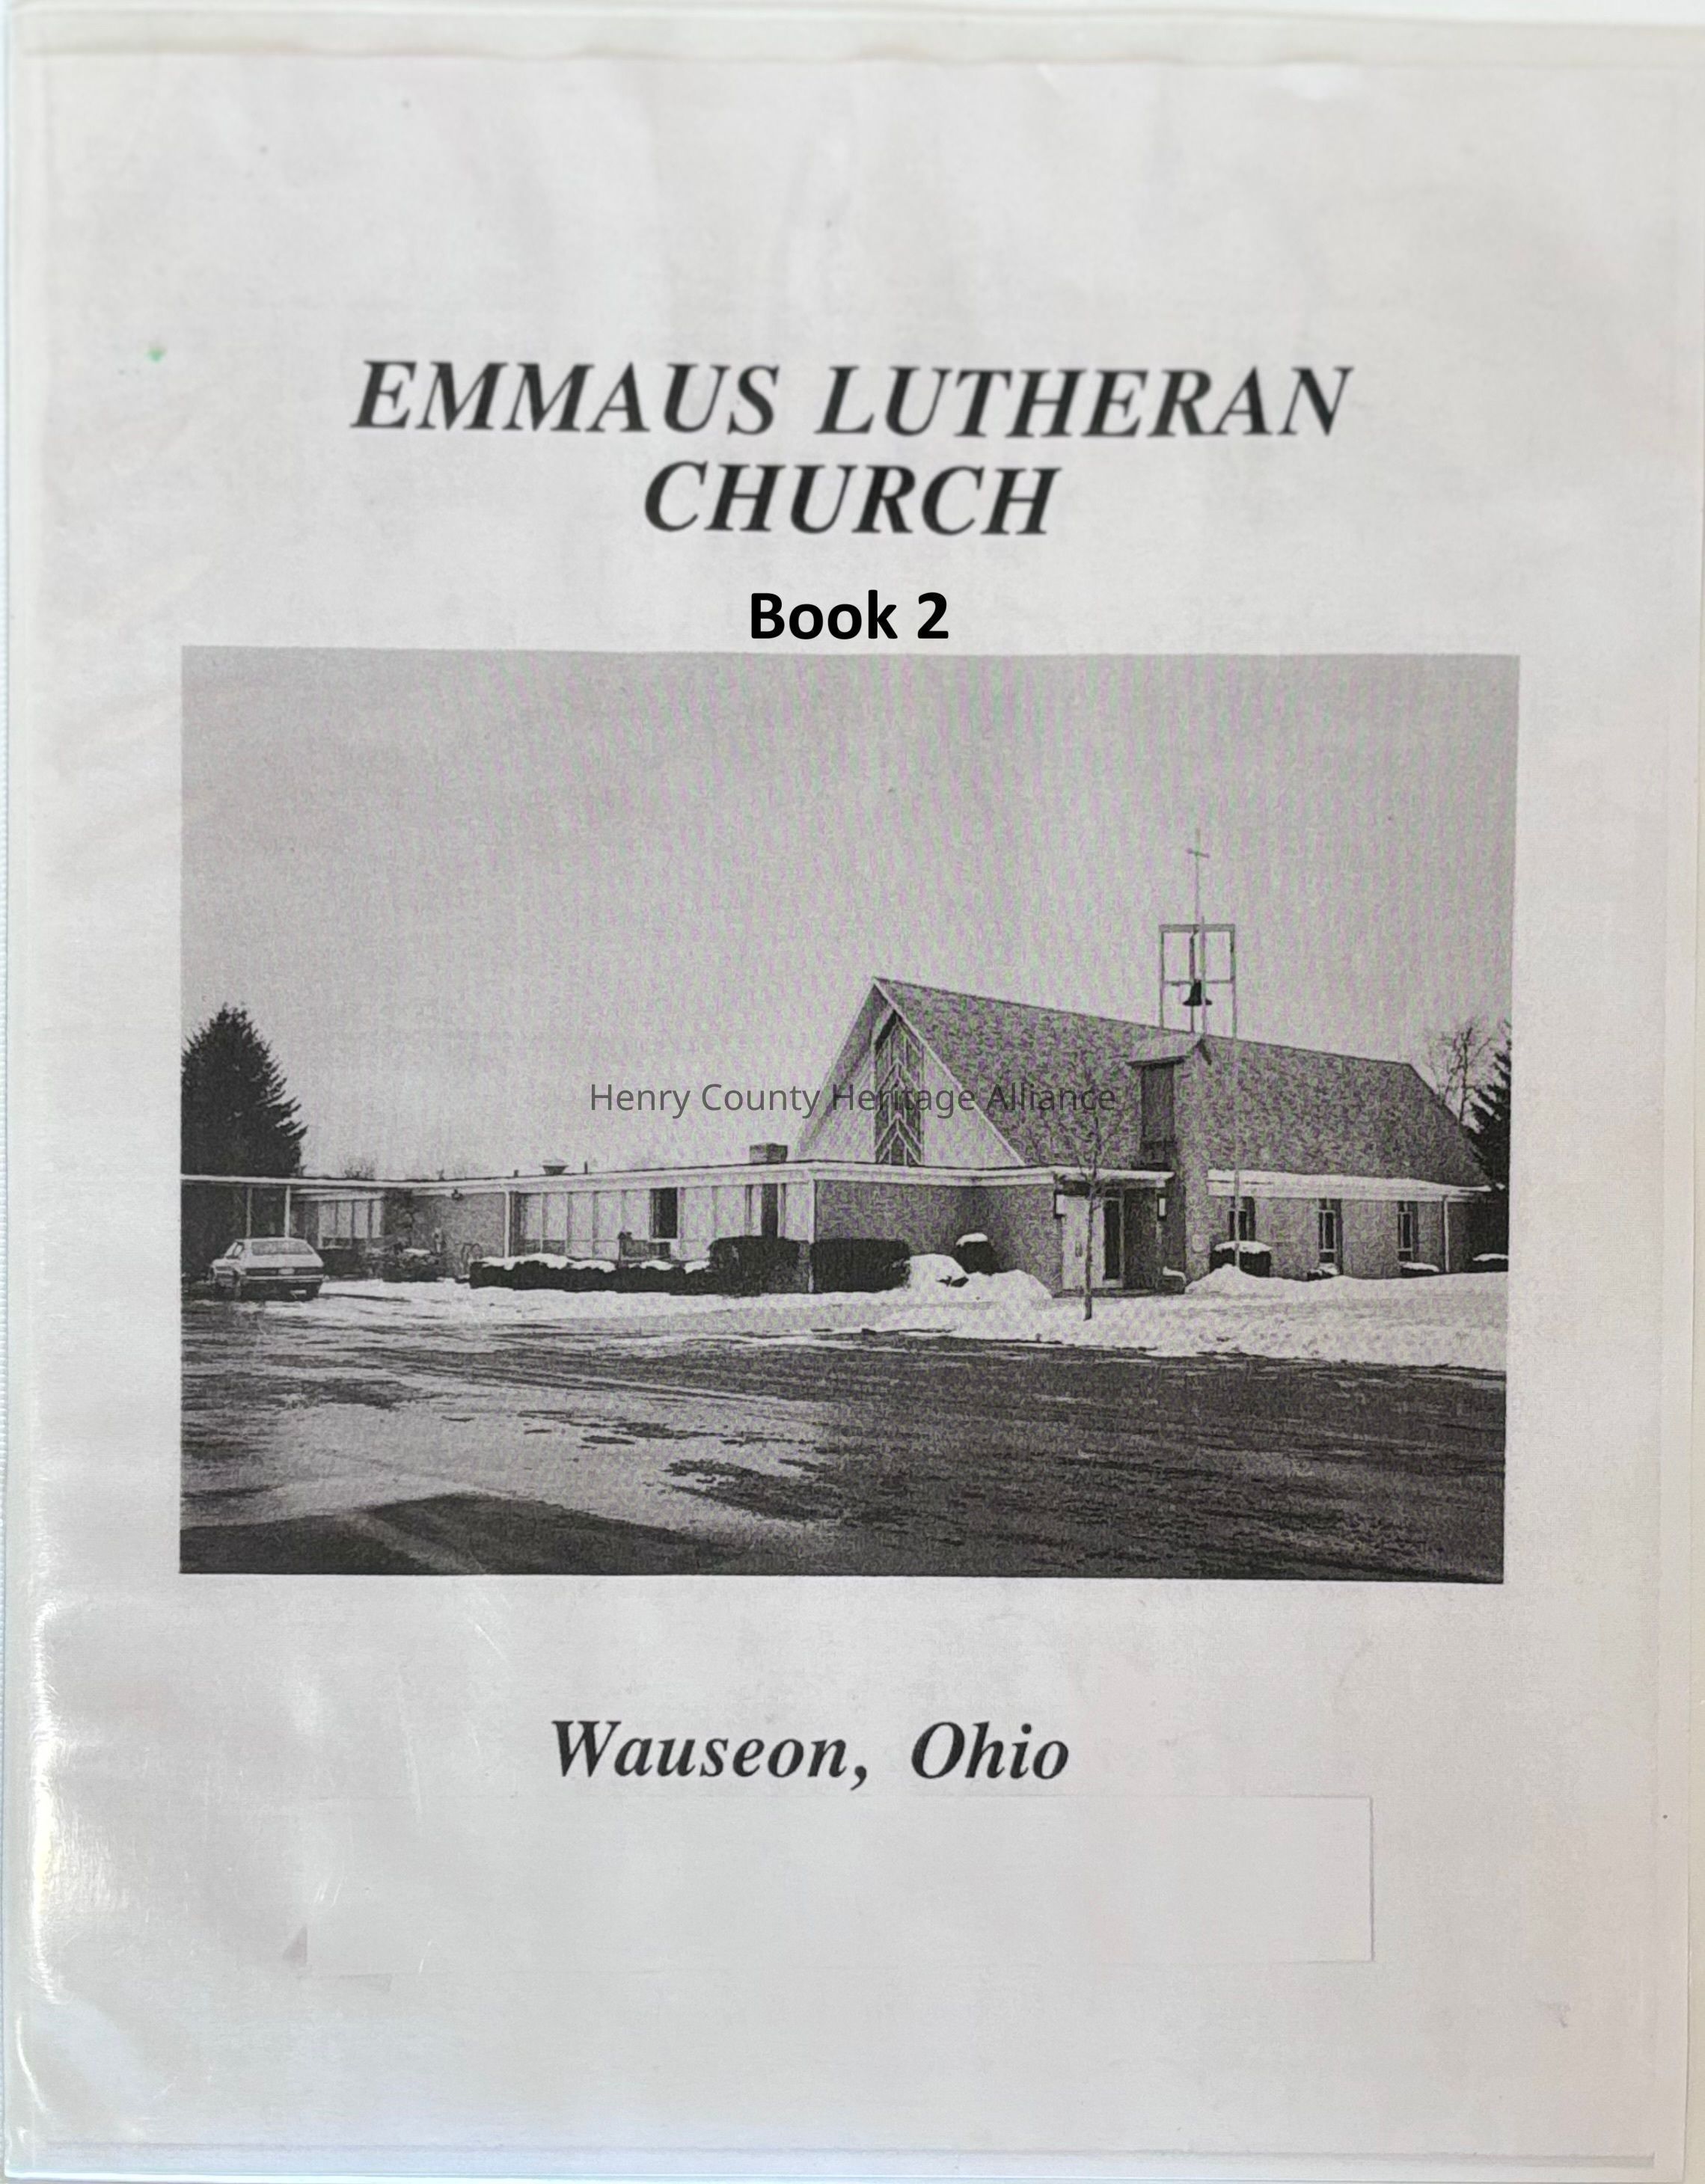 EMMAUS LUTHERAN
CHURCH
Book 2
Henry County Heritage Alliance
Wauseon, Ohio